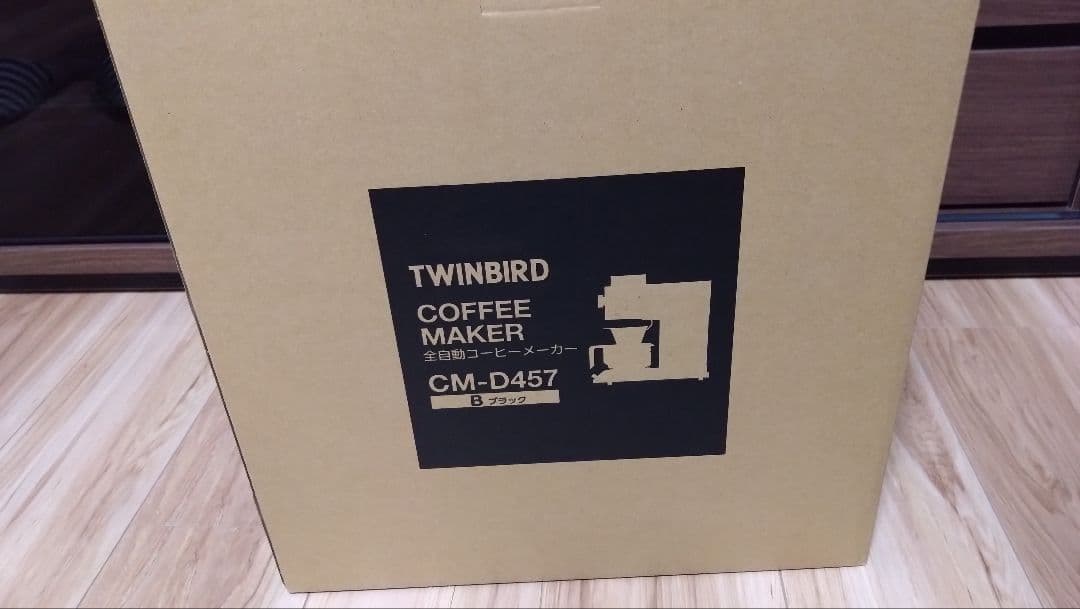 TWINBIRD
COFFEE
MAKER
全自動コーヒーメーカー
CM-D457
B ブラック